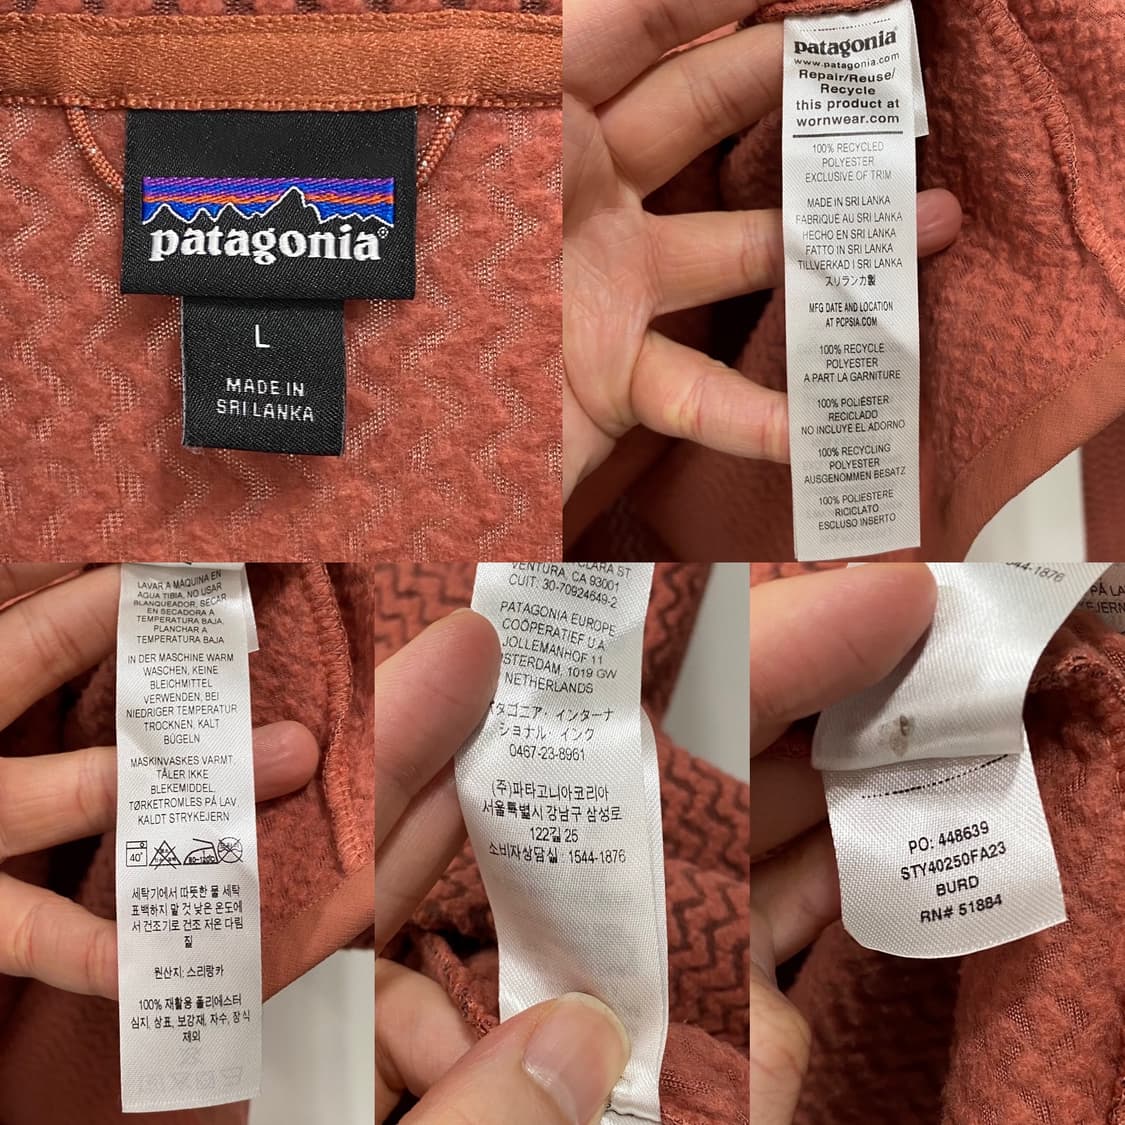 patagonia®
L
MADE IN
SRI LANKA
patagonia®
www.patagonia.com
Repair/Reuse/
Recycle
this product at
wornwear.com
100% RECYCLED
POLYESTER
EXCLUSIVE OF TRIM
MADE IN SRI LANKA
FABRIQUÉ AU SRI LANKA
HECHO EN SRI LANKA
FATTO IN SRI LANKA
TILLVERKAD I SRI LANKA
スリランカ製
MFG DATE AND LOCATION
AT PCPSIA.COM
100% RECYCLE
POLYESTER
A PART LA GARNITURE
100% POLIÉSTER
RECICLADO
NO INCLUYE EL ADORNO
100% RECYCLING
POLYESTER
AUSGENOMMEN BESATZ
100% POLIESTERE
RICICLATO
ESCLUSO INSERTO
LAVAR A MAQUINA EN
AGUA TIBIA, NO USAR
BLANQUEADOR, SECAR
EN SECADORA A
TEMPERATURA BAJA,
PLANCHAR A
TEMPERATURA BAJA
IN DER MASCHINE WARM
WASCHEN, KEINE
BLEICHMITTEL
VERWENDEN, BEI
NIEDRIGER TEMPERATUR
TROCKNEN, KALT
BÜGELN
MASKINVASKES VARMT,
TÅLER IKKE
BLEKEMIDDEL,
TØRKETROMLES PÅ LAV,
KALDT STRYKEJERN
40°
80-120°C
세탁기에서 따뜻한 물 세탁
표백하지 말 것 낮은 온도에
서 건조기로 건조 저온 다림
질
원산지: 스리랑카
100% 재활용 폴리에스터
심지, 상표, 보강재, 자수, 장식
제외
CLARA ST
VENTURA, CA 93001
CUIT: 30-70924649-2
PATAGONIA EUROPE
COÖPERATIEF U.A.
JOLLEMANHOF 11
STERDAM, 1019 GW
NETHERLANDS
タゴニア・インターナ
ショナル・インク
0467-23-8961
(주)파타고니아코리아
서울특별시 강남구 삼성로
122길 25
소비자상담실 : 1544-1876
44-1876
PÅ LA
KEJERN
PO: 448639
STY40250FA23
BURD
RN# 51884